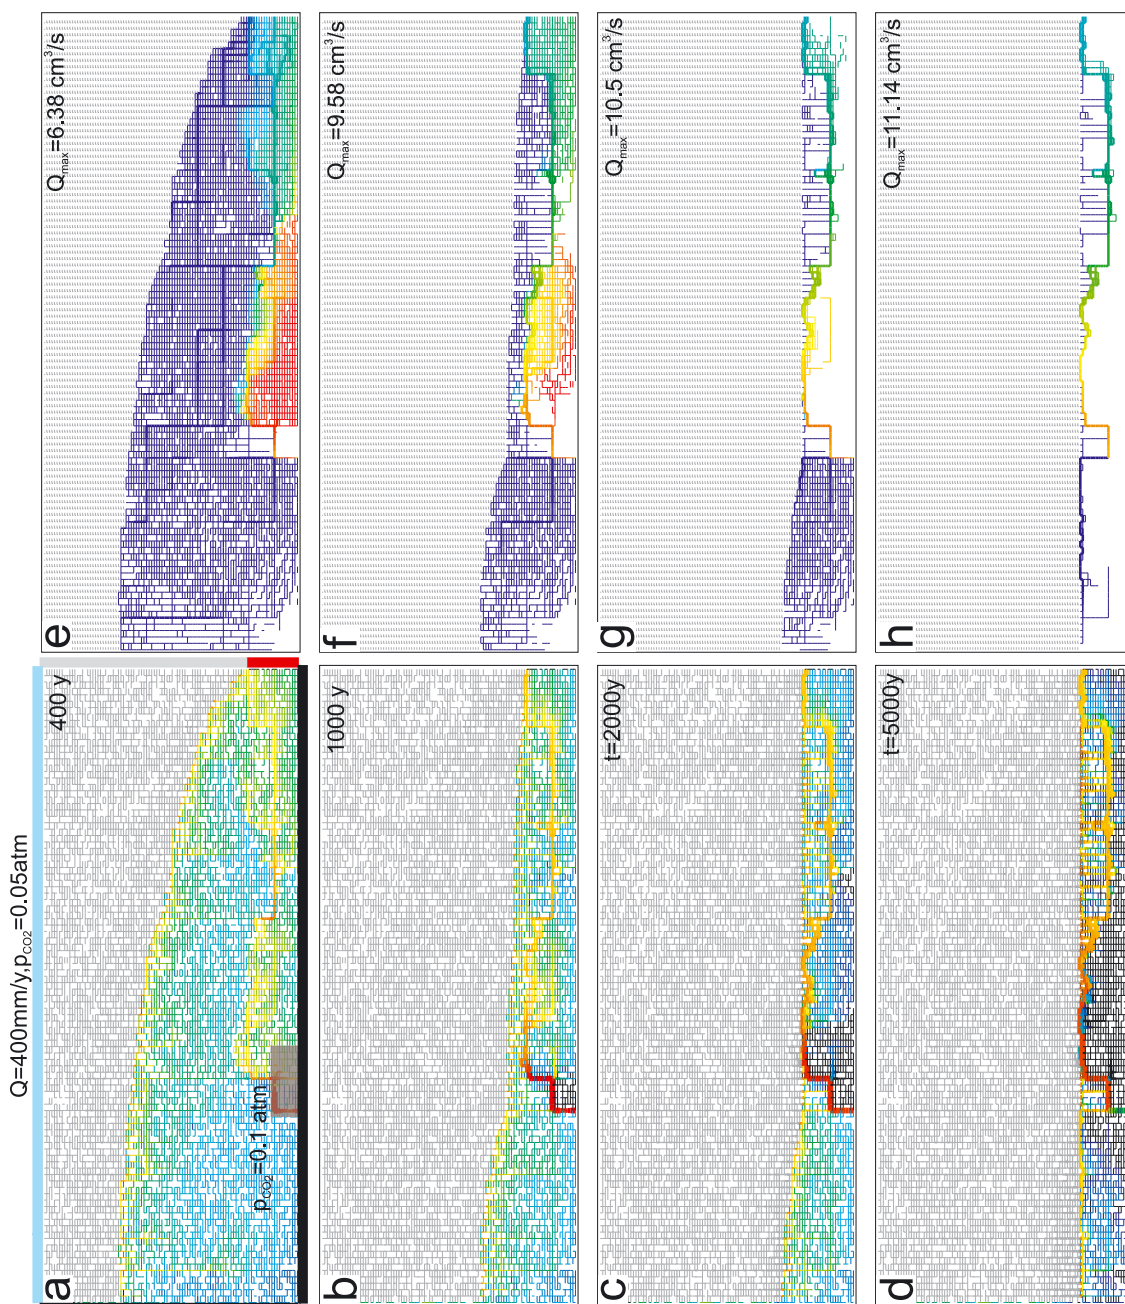 Q=400mm/y,pCO2=0.05atm
a
400 y
pCO2=0.1 atm
e
Qmax=6.38 cm³/s
b
1000 y
f
Qmax=9.58 cm³/s
c
t=2000y
g
Qmax=10.5 cm³/s
d
t=5000y
h
Qmax=11.14 cm³/s